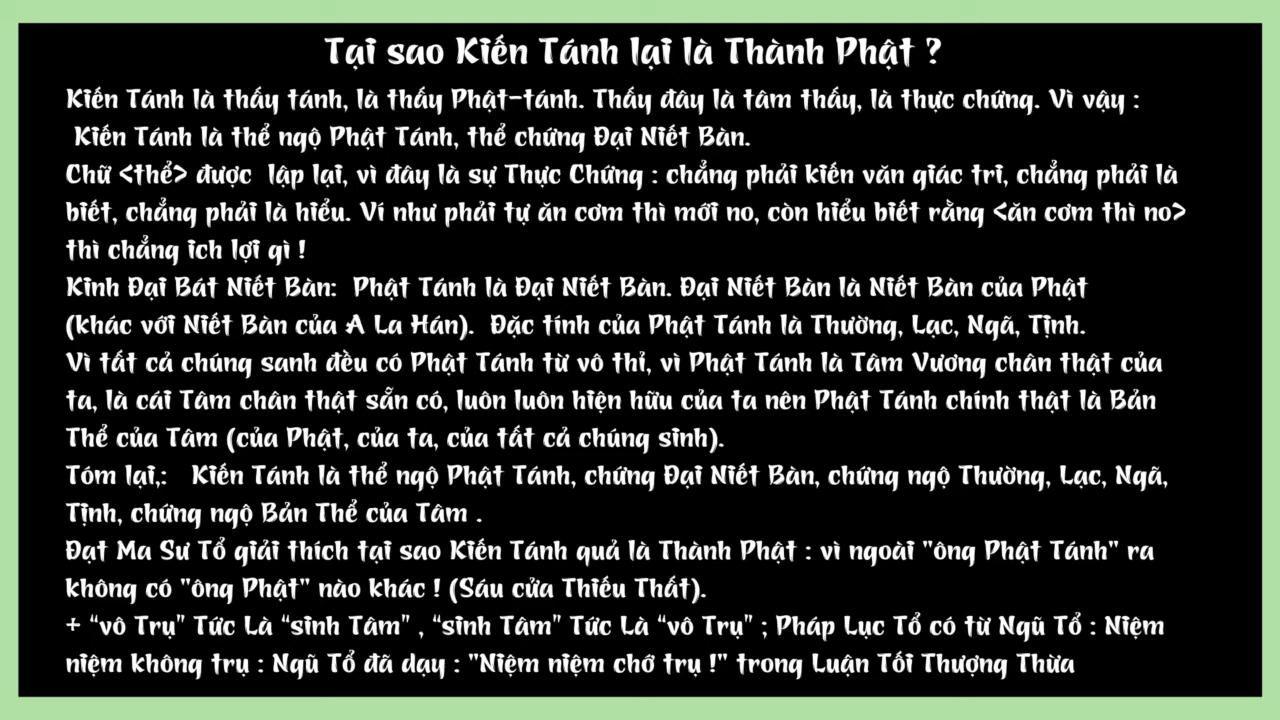 Tại sao Kiến Tánh lại là Thành Phật ?
Kiến Tánh là thấy tánh, là thấy Phật-tánh. Thấy đây là tâm thấy, là thực chứng. Vì vậy :
Kiến Tánh là thể ngộ Phật Tánh, thể chứng Đại Niết Bàn.
Chữ <thể> được lập lại, vì đây là sự Thực Chứng : chẳng phải kiến văn giác tri, chẳng phải là
biết, chẳng phải là hiểu. Ví như phải tự ăn cơm thì mới no, còn hiểu biết rằng <ăn cơm thì no>
thì chẳng ích lợi gì !
Kinh Đại Bát Niết Bàn: Phật Tánh là Đại Niết Bàn. Đại Niết Bàn là Niết Bàn của Phật
(khác với Niết Bàn của A La Hán). Đặc tính của Phật Tánh là Thường, Lạc, Ngã, Tịnh.
Vì tất cả chúng sanh đều có Phật Tánh từ vô thỉ, vì Phật Tánh là Tâm Vương chân thật của
ta, là cái Tâm chân thật sẵn có, luôn luôn hiện hữu của ta nên Phật Tánh chính thật là Bản
Thể của Tâm (của Phật, của ta, của tất cả chúng sinh).
Tóm lại,: Kiến Tánh là thể ngộ Phật Tánh, chứng Đại Niết Bàn, chứng ngộ Thường, Lạc, Ngã,
Tịnh, chứng ngộ Bản Thể của Tâm .
Đạt Ma Sư Tổ giải thích tại sao Kiến Tánh quả là Thành Phật : vì ngoài "ông Phật Tánh" ra
không có "ông Phật" nào khác ! (Sáu cửa Thiếu Thất).
+ “vô Trụ” Tức Là “sinh Tâm” , “sinh Tâm” Tức Là “vô Trụ” ; Pháp Lục Tổ có từ Ngũ Tổ : Niệm
niệm không trụ : Ngũ Tổ đã dạy : "Niệm niệm chớ trụ !" trong Luận Tối Thượng Thừa